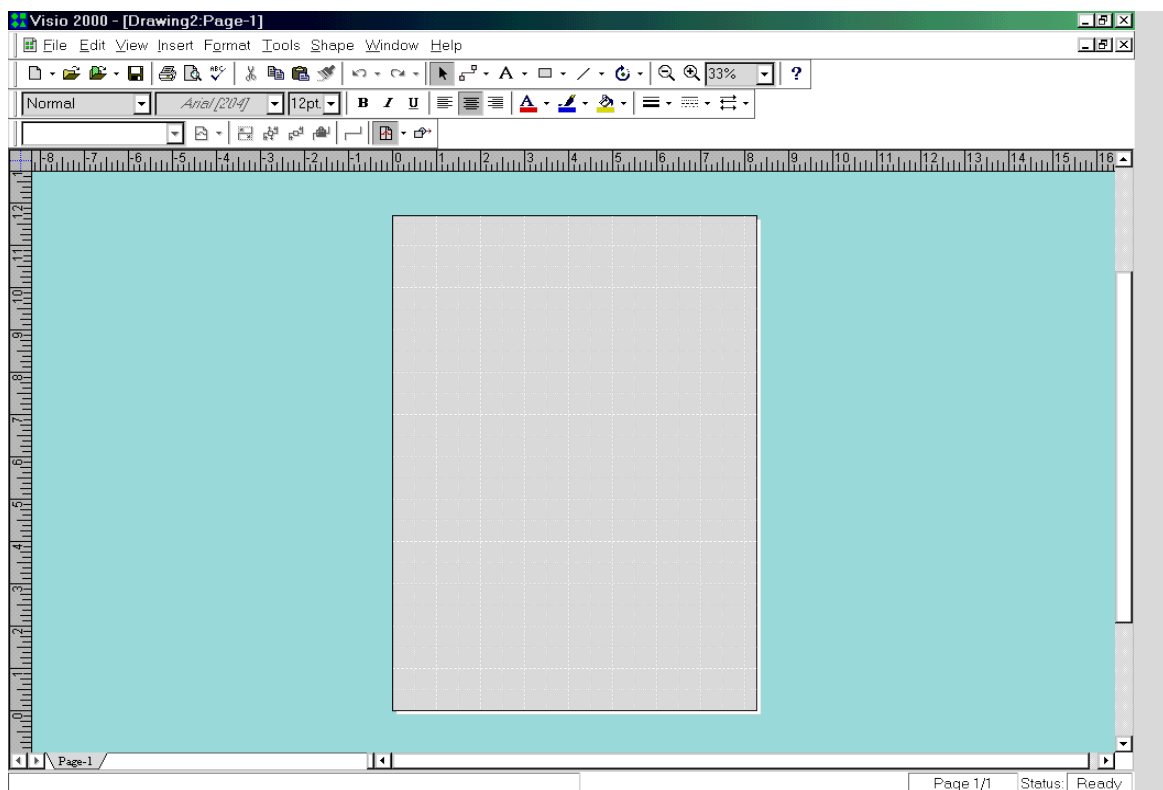 Visio 2000 - [Drawing2:Page-1]
File Edit View Insert Format Tools Shape Window Help
ABC A 33% ?
Normal Arial [204] 12pt. B I U A
-8 -7 -6 -5 -4 -3 -2 -1 0 1 2 3 4 5 6 7 8 9 10 11 12 13 14 15 16
12
11
10
9
8
7
6
5
4
3
2
1
0
Page-1
Page 1/1 Status: Ready